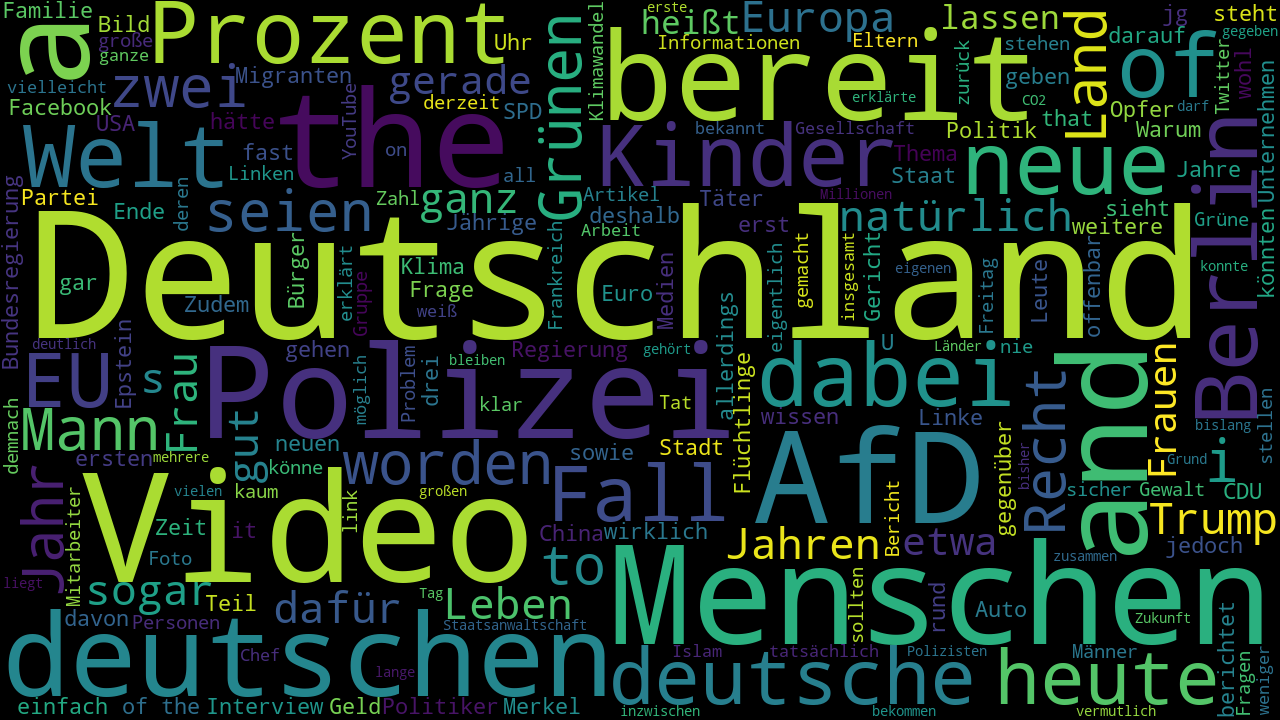 Familie
a
Bild
große
ganze
Prozent
Uhr
erste
heißt
Europa
Informationen
Eltern
lassen
jg
steht
darauf
stehen
gegeben
vielleicht
Facebook
zwei
Migranten
gerade
derzeit
SPD
Grünen
Klimawandel
bereit
erklärte
zurück
geben
CO2
Land
of
Opfer
darf
Twitter
wohl
Unternehmen
USA
hätte
the
YouTube
bekannt
Gesellschaft
Politik
that
Warum
Welt
fast
Linken
on
all
Kinder
Thema
Staat
neue
Jahre
Berlin
Partei
Ende
deren
seien
Zahl
ganz
Jährige
Artikel
deshalb
Arbeit
Täter
Millionen
erst
natürlich
sieht
weitere
Grüne
könnten
Bundesregierung
Deutschland
gar
Zudem
Bürger
erklärt
Gruppe
Klima
Frage
weiß
Frankreich
Euro
Medien
eigentlich
gemacht
insgesamt
Gericht
eigenen
Freitag
Leute
offenbar
konnte
deutlich
EU
Epstein
s
Frau
gehen
möglich
Problem
drei
bleiben
Polizei
Regierung
klar
Tat
gehört
allerdings
Flüchtlinge
dabei
U
Länder
nie
wissen
Linke
and
Frauen
demnach
Mann
ersten
mehrere
gut
neuen
könne
worden
sowie
Stadt
Fall
AfD
gegenüber
bisher
Recht
bislang
Grund
i
stellen
sicher
Gewalt
CDU
Jahr
Mitarbeiter
Video
vielen
kaum
Zeit
it
link
großen
Foto
China
wirklich
Jahren
Bericht
etwa
Trump
jedoch
zusammen
liegt
sogar
Teil
dafür
Tag
Leben
to
Menschen
sollten
rund
Auto
Zukunft
berichtet
davon
Personen
Staatsanwaltschaft
deutschen
Chef
lange
Islam
tatsächlich
Polizisten
Männer
deutsche
heute
Fragen
weniger
einfach
of the
Interview
Geld
Politiker
Merkel
inzwischen
bekommen
vermutlich